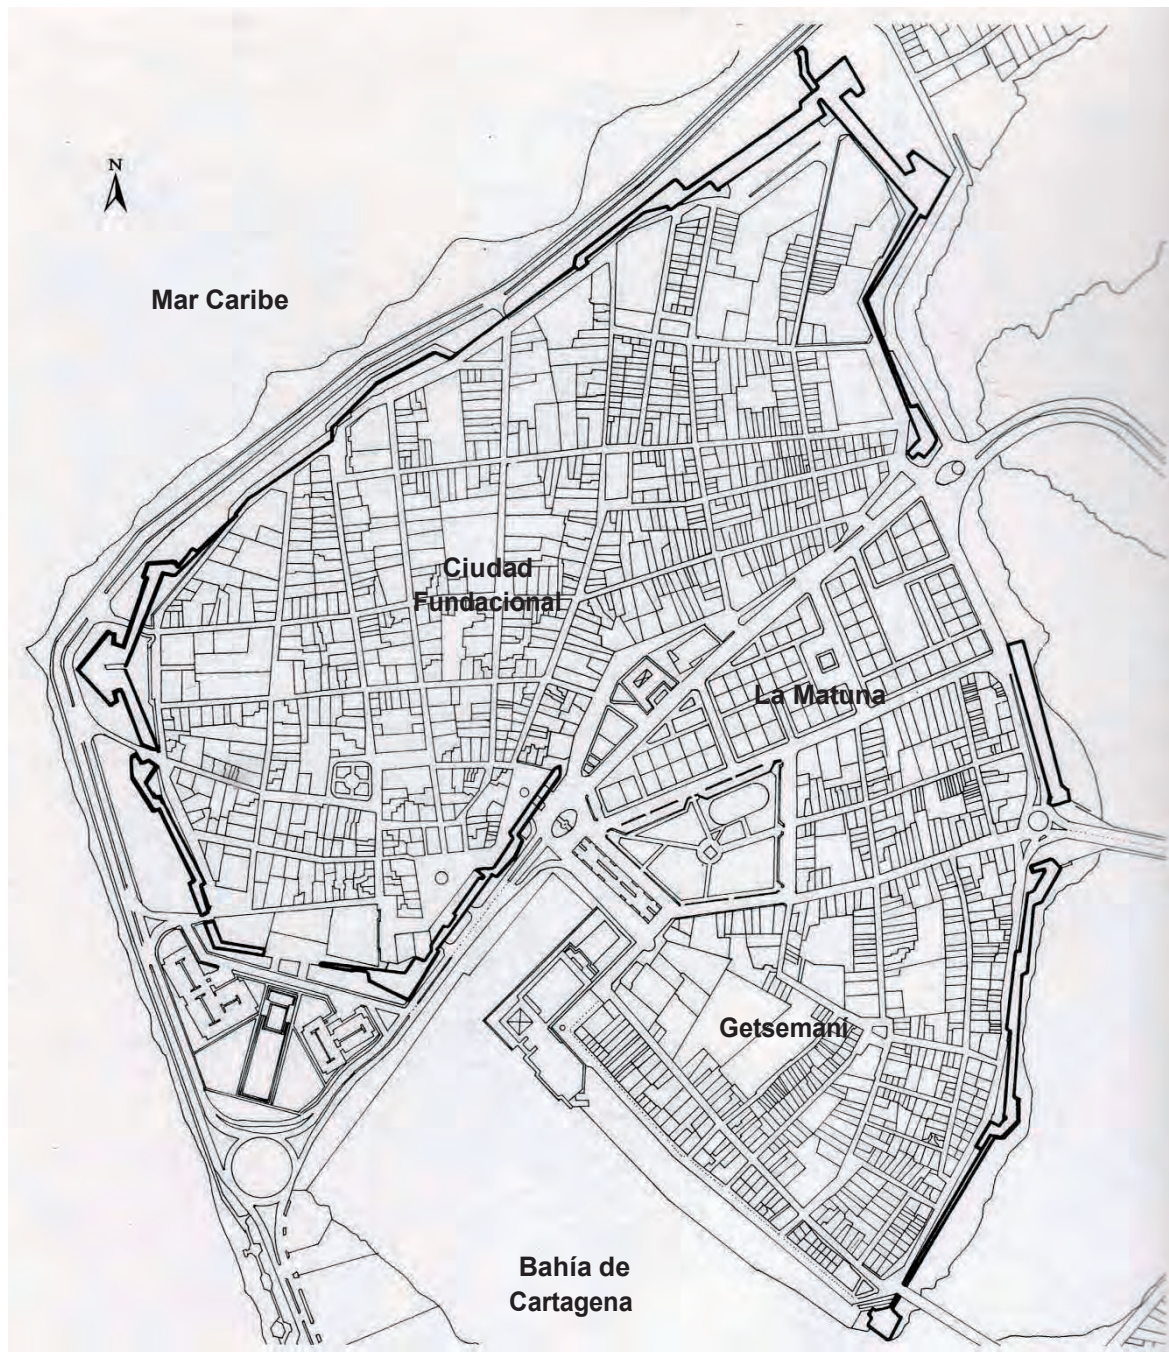 N
Mar Caribe
Ciudad
Fundacional
La Matuna
Getsemaní
Bahía de
Cartagena